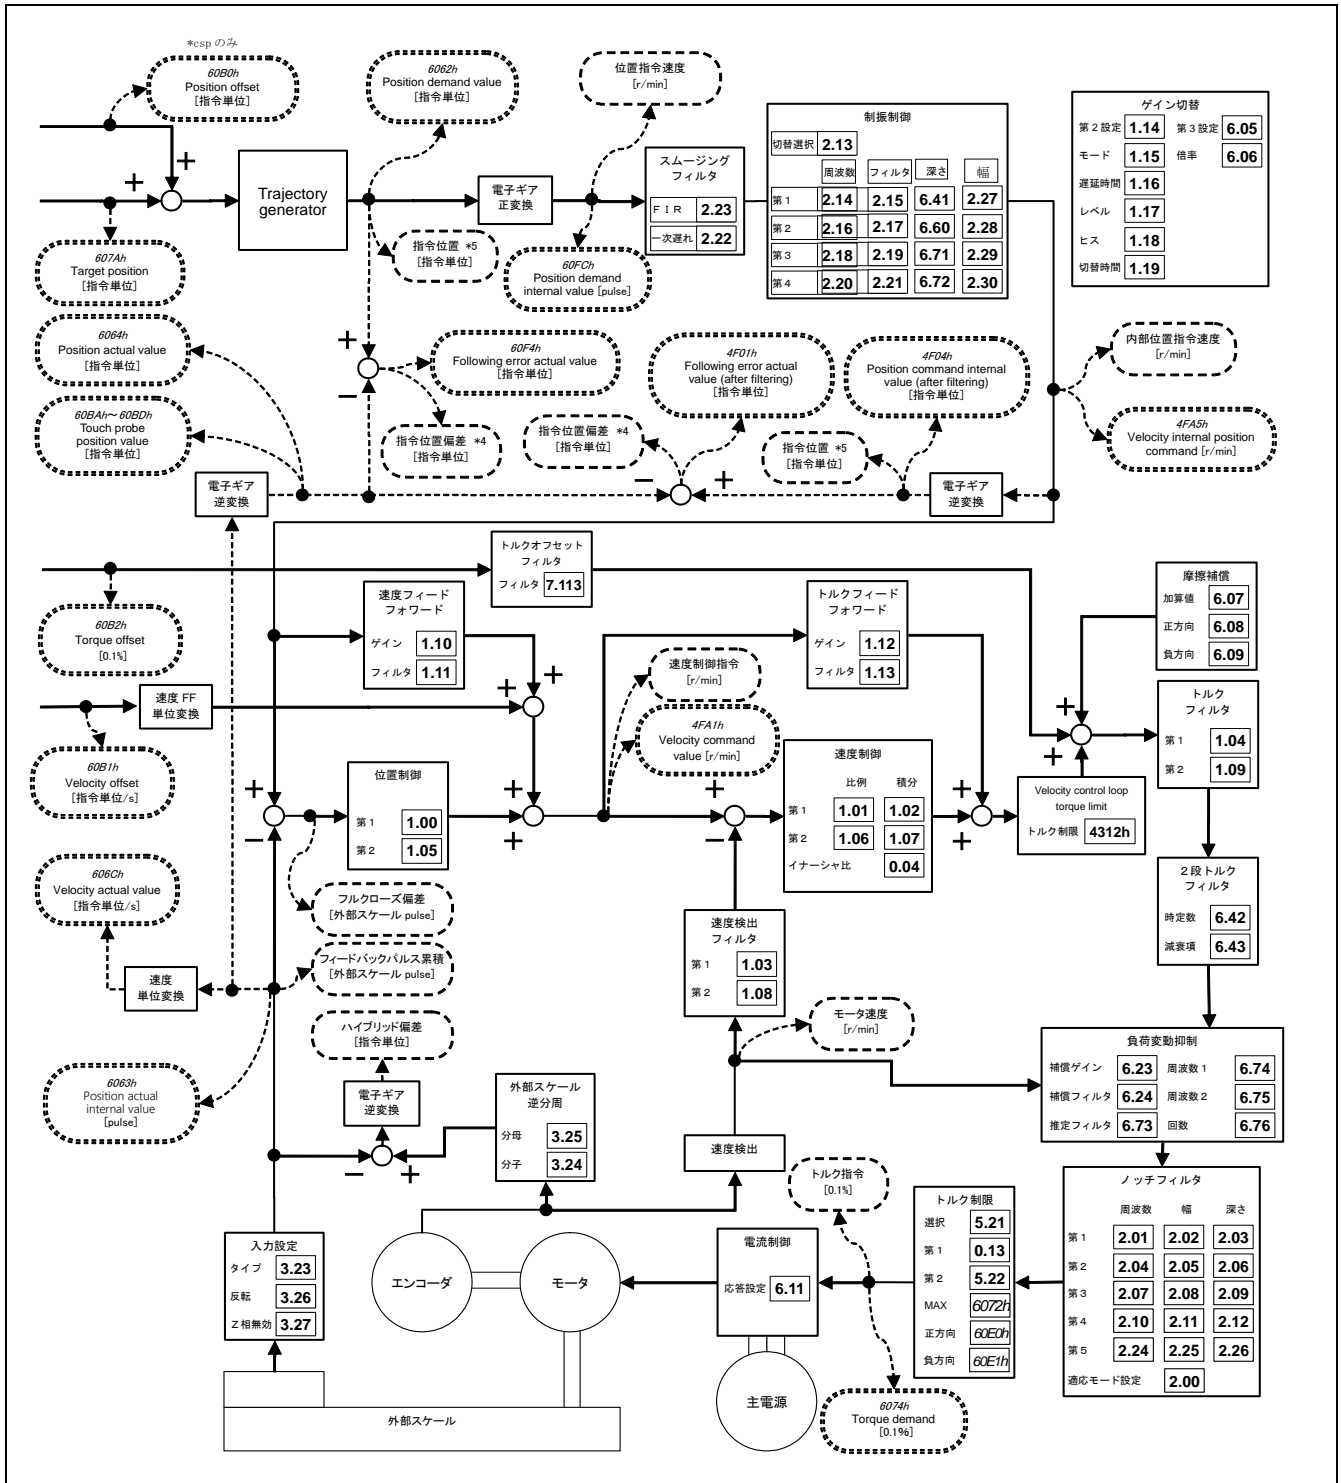 *csp のみ
60B0h
Position offset
[指令単位]
6062h
Position demand value
[指令単位]
位置指令速度
[r/min]
+
+
Trajectory
generator
電子ギア
正変換
スムージング
フィルタ
ＦＩＲ 2.23
一次遅れ 2.22
制振制御
切替選択 2.13
周波数 フィルタ 深さ 幅
第１ 2.14 2.15 6.41 2.27
第２ 2.16 2.17 6.60 2.28
第３ 2.18 2.19 6.71 2.29
第４ 2.20 2.21 6.72 2.30
ゲイン切替
第２設定 1.14 第３設定 6.05
モード 1.15 倍率 6.06
遅延時間 1.16
レベル 1.17
ヒス 1.18
切替時間 1.19
607Ah
Target position
[指令単位]
指令位置 *5
[指令単位]
60FCh
Position demand
internal value [pulse]
6064h
Position actual value
[指令単位]
60BAh～60BDh
Touch probe
position value
[指令単位]
+
−
60F4h
Following error actual value
[指令単位]
指令位置偏差 *4
[指令単位]
4F01h
Following error actual
value (after filtering)
[指令単位]
4F04h
Position command internal
value (after filtering)
[指令単位]
指令位置偏差 *4
[指令単位]
指令位置 *5
[指令単位]
内部位置指令速度
[r/min]
4FA5h
Velocity internal position
command [r/min]
電子ギア
逆変換
−
+
電子ギア
逆変換
トルクオフセット
フィルタ
フィルタ 7.113
60B2h
Torque offset
[0.1%]
速度フィード
フォワード
ゲイン 1.10
フィルタ 1.11
トルクフィード
フォワード
ゲイン 1.12
フィルタ 1.13
摩擦補償
加算値 6.07
正方向 6.08
負方向 6.09
速度 FF
単位変換
+
+
速度制御指令
[r/min]
4FA1h
Velocity command
value [r/min]
60B1h
Velocity offset
[指令単位/s]
+
−
位置制御
第１ 1.00
第２ 1.05
+
+
+
−
速度制御
比例 積分
第１ 1.01 1.02
第２ 1.06 1.07
イナーシャ比 0.04
+
+
Velocity control loop
torque limit
トルク制限 4312h
+
+
トルク
フィルタ
第１ 1.04
第２ 1.09
606Ch
Velocity actual value
[指令単位/s]
フルクローズ偏差
[外部スケール pulse]
フィードバックパルス累積
[外部スケール pulse]
速度
単位変換
速度検出
フィルタ
第１ 1.03
第２ 1.08
２段トルク
フィルタ
時定数 6.42
減衰項 6.43
モータ速度
[r/min]
ハイブリッド偏差
[指令単位]
6063h
Position actual
internal value
[pulse]
電子ギア
逆変換
−
+
外部スケール
逆分周
分母 3.25
分子 3.24
速度検出
負荷変動抑制
補償ゲイン 6.23 周波数１ 6.74
補償フィルタ 6.24 周波数２ 6.75
推定フィルタ 6.73 回数 6.76
トルク指令
[0.1%]
ノッチフィルタ
周波数 幅 深さ
第１ 2.01 2.02 2.03
第２ 2.04 2.05 2.06
第３ 2.07 2.08 2.09
第４ 2.10 2.11 2.12
第５ 2.24 2.25 2.26
適応モード設定 2.00
トルク制限
選択 5.21
第１ 0.13
第２ 5.22
MAX 6072h
正方向 60E0h
負方向 60E1h
電流制御
応答設定 6.11
主電源
6074h
Torque demand
[0.1%]
入力設定
タイプ 3.23
反転 3.26
Ｚ相無効 3.27
エンコーダ
モータ
外部スケール